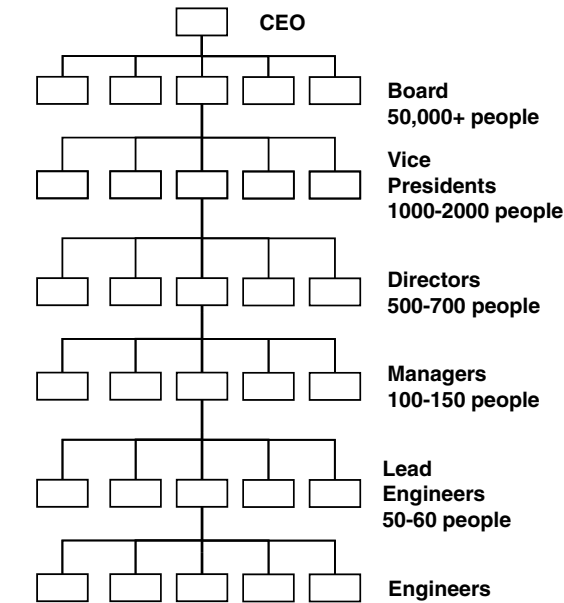 CEO
Board
50,000+ people
Vice
Presidents
1000-2000 people
Directors
500-700 people
Managers
100-150 people
Lead
Engineers
50-60 people
Engineers